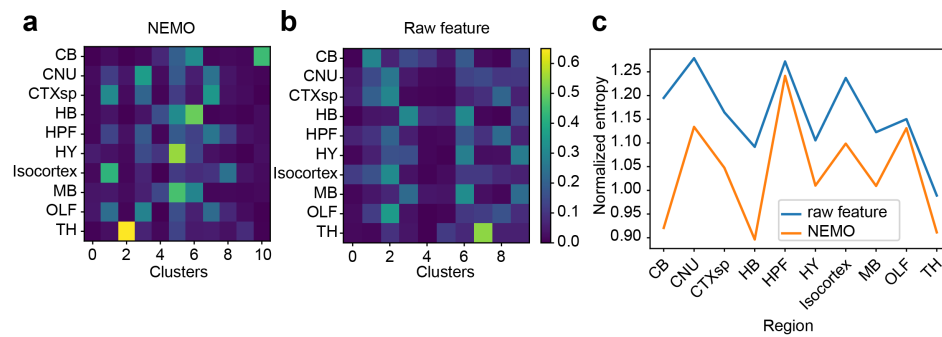 a
NEMO
CB
CNU
CTXsp
HB
HPF
HY
Isocortex
MB
OLF
TH
0 2 4 6 8 10
Clusters
b
Raw feature
CB
CNU
CTXsp
HB
HPF
HY
Isocortex
MB
OLF
TH
0 2 4 6 8
Clusters
0.6
0.5
0.4
0.3
0.2
0.1
0.0
c
Normalized entropy
1.25
1.20
1.15
1.10
1.05
1.00
0.95
0.90
raw feature
NEMO
CB CNU CTXsp HB HPF HY Isocortex MB OLF TH
Region